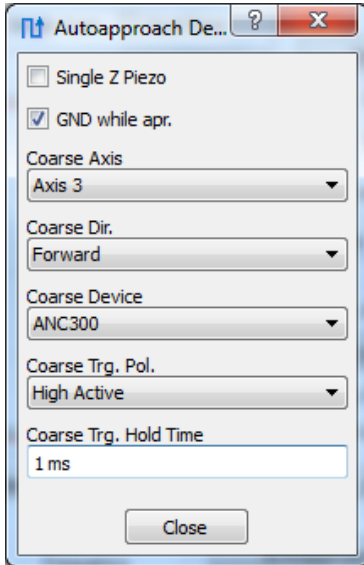 Autoapproach De...
Single Z Piezo
GND while apr.
Coarse Axis
Axis 3
Coarse Dir.
Forward
Coarse Device
ANC300
Coarse Trg. Pol.
High Active
Coarse Trg. Hold Time
1 ms
Close